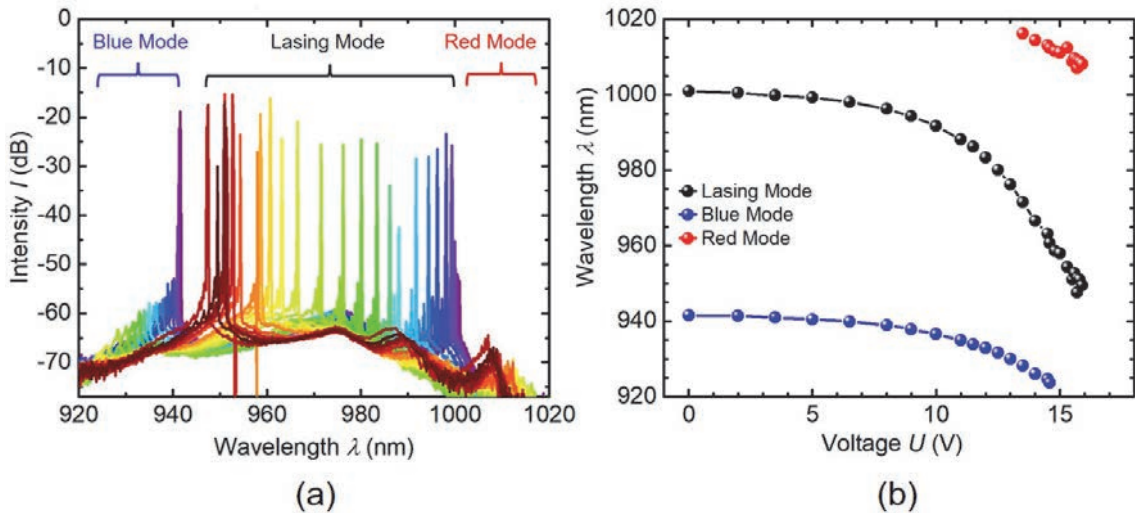 Blue Mode Lasing Mode Red Mode
0
-10
-20
-30
-40
-50
-60
-70
Intensity I (dB)
920 940 960 980 1000 1020
Wavelength λ (nm)
(a)
1020
1000
980
960
940
920
Wavelength λ (nm)
Lasing Mode
Blue Mode
Red Mode
0 5 10 15
Voltage U (V)
(b)